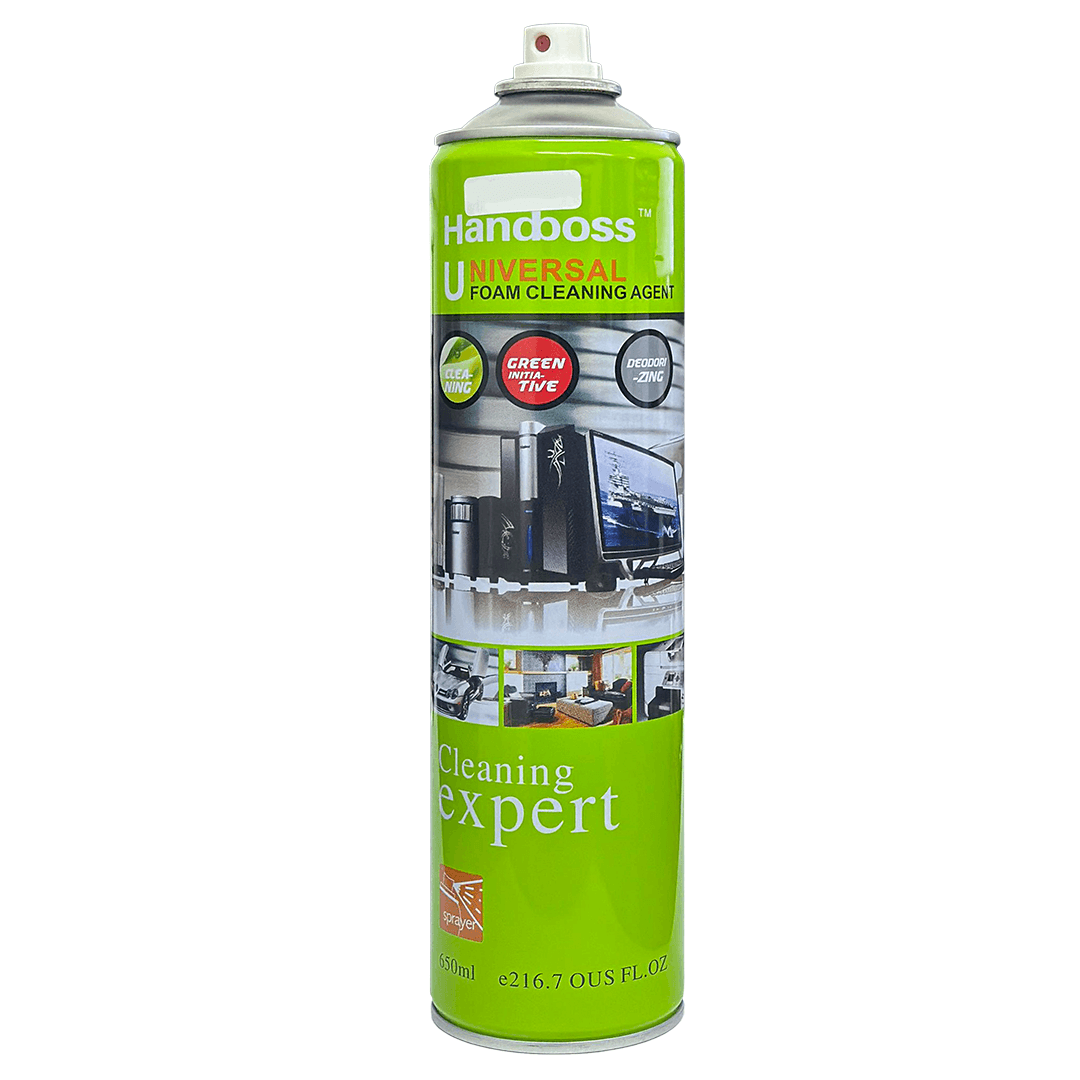 Handboss™
UNIVERSAL
FOAM CLEANING AGENT
CLEA-
NING
GREEN
INITIA-
TIVE
DEODORI
-ZING
Cleaning
expert
sprayer
650ml
e216.7 OUS FL.OZ